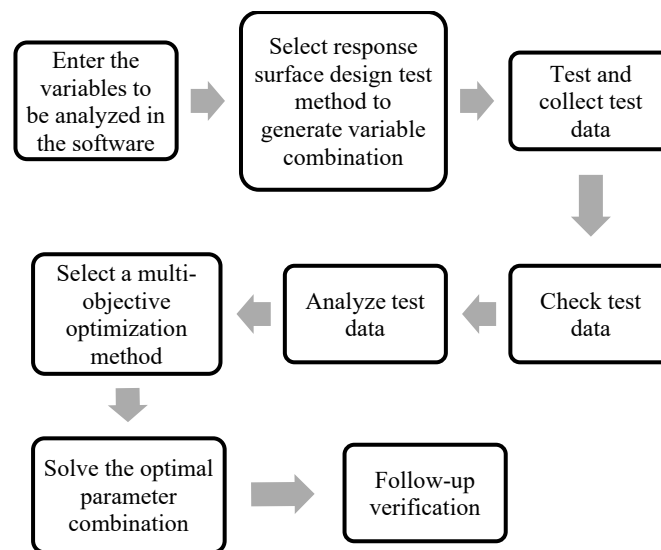 Enter the
variables to
be analyzed in
the software
Select response
surface design test
method to
generate variable
combination
Test and
collect test
data
Check test
data
Analyze test
data
Select a multi-
objective
optimization
method
Solve the optimal
parameter
combination
Follow-up
verification